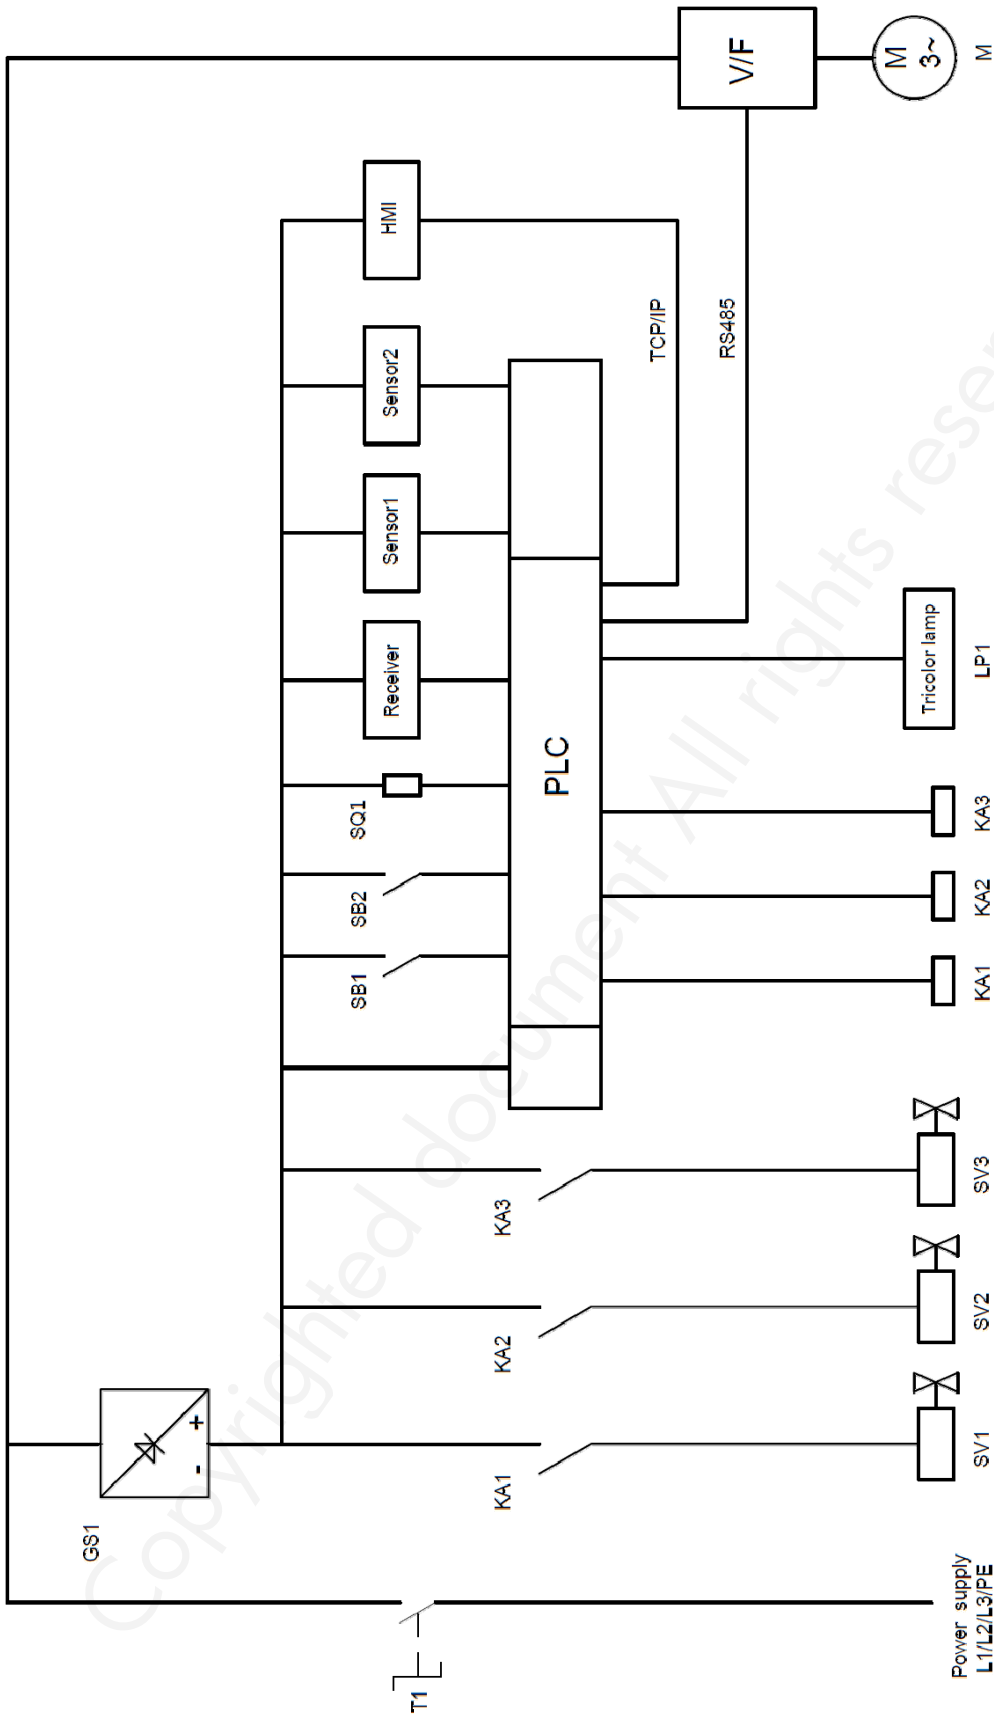 GS1
- +
T1
SB1
SB2
SQ1
Receiver
Sensor1
Sensor2
HMI
KA1
KA2
KA3
PLC
TCP/IP
RS485
V/F
M
3~
Tricolor lamp
Power supply
L1/L2/L3/PE
SV1
SV2
SV3
KA1
KA2
KA3
LP1
M
Copyrighted document All rights reser